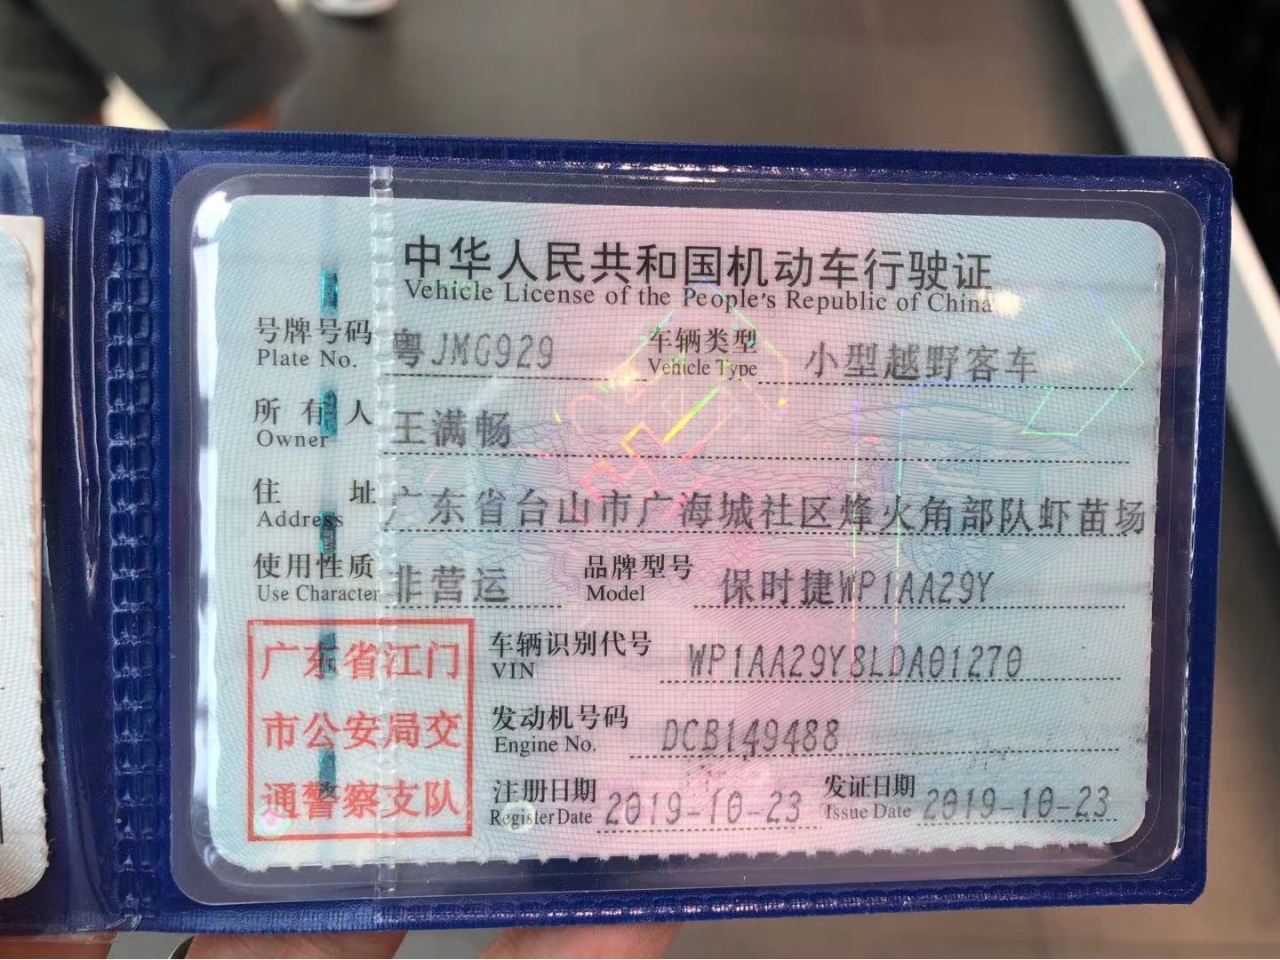 中华人民共和国机动车行驶证
Vehicle License of the People's Republic of China
号牌号码 粤JMG929 车辆类型 小型越野客车
Plate No. Vehicle Type
所有人 王满畅
Owner
住址 广东省台山市广海城社区烽火角部队虾苗场
Address
使用性质 非营运 品牌型号 保时捷WP1AA29Y
Use Character Model
广东省江门
市公安局交
通警察支队
车辆识别代号 WP1AA29Y8LDA01270
VIN
发动机号码 DCB149488
Engine No.
注册日期 2019-10-23 发证日期 2019-10-23
Register Date Issue Date